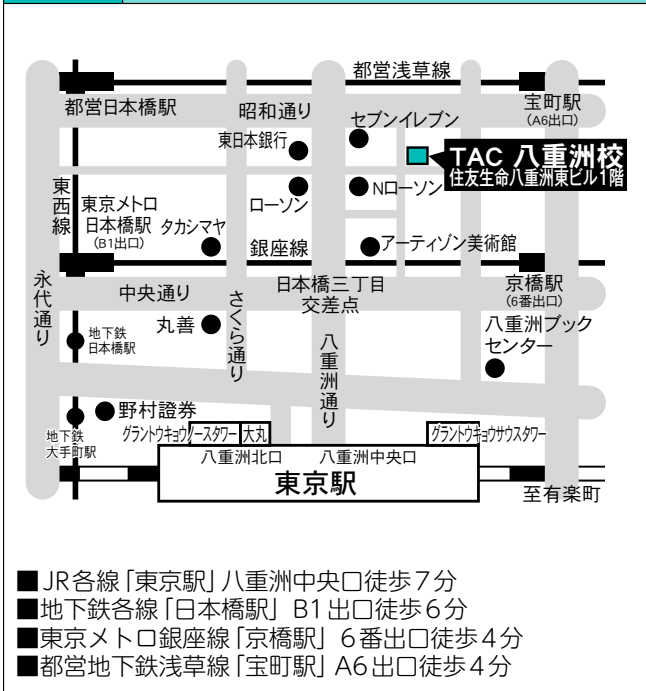 都営浅草線
都営日本橋駅
昭和通り
セブンイレブン
宝町駅
(A6出口)
東日本銀行
TAC 八重洲校
住友生命八重洲東ビル1階
東西線
東京メトロ
日本橋駅
(B1出口)
タカシマヤ
ローソン
Nローソン
銀座線
アーティゾン美術館
永代通り
中央通り
さくら通り
日本橋三丁目
交差点
京橋駅
(6番出口)
地下鉄
日本橋駅
丸善
八重洲通り
八重洲ブック
センター
野村證券
地下鉄
大手町駅
グラントウキョウノースタワー
大丸
グラントウキョウサウスタワー
八重洲北口
八重洲中央口
東京駅
至有楽町
■JR各線「東京駅」八重洲中央口徒歩7分
■地下鉄各線「日本橋駅」B1出口徒歩6分
■東京メトロ銀座線「京橋駅」6番出口徒歩4分
■都営地下鉄浅草線「宝町駅」A6出口徒歩4分